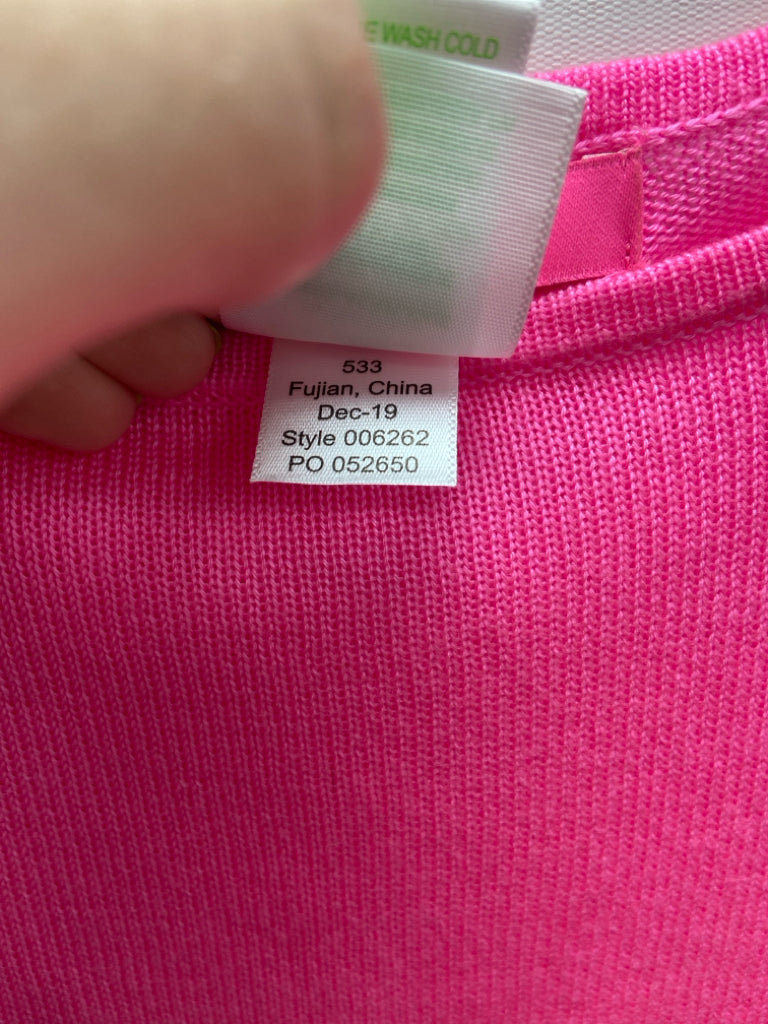 E WASH COLD
533
Fujian, China
Dec-19
Style 006262
PO 052650